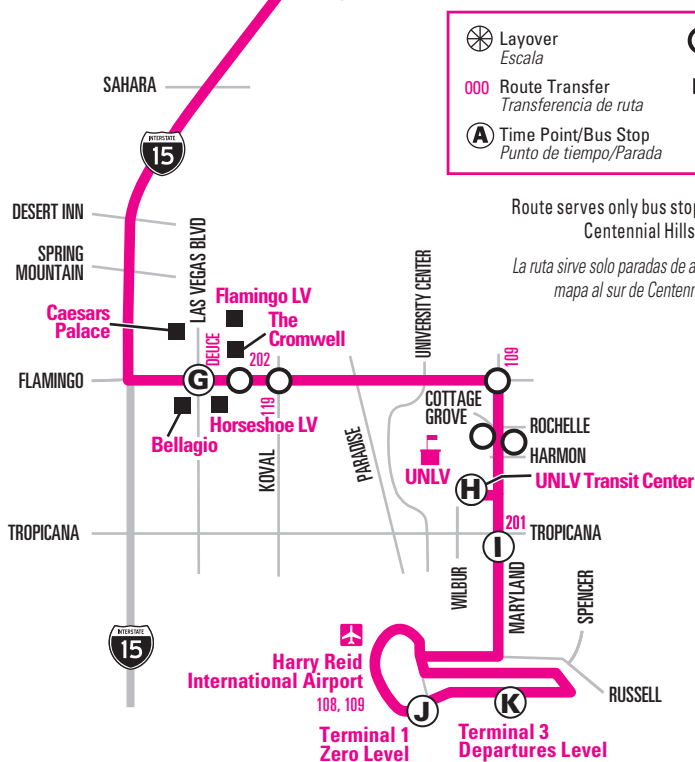 Layover
Escala
000 Route Transfer
Transferencia de ruta
A Time Point/Bus Stop
Punto de tiempo/Parada
SAHARA
INTERSTATE
15
DESERT INN
SPRING
MOUNTAIN
LAS VEGAS BLVD
Route serves only bus stop
Centennial Hills
La ruta sirve solo paradas de a
mapa al sur de Centenn
Caesars
Palace
Flamingo LV
The
Cromwell
UNIVERSITY CENTER
FLAMINGO
G
DEUCE
202
109
119
Bellagio
Horseshoe LV
KOVAL
PARADISE
COTTAGE
GROVE
ROCHELLE
HARMON
UNLV
H
UNLV Transit Center
TROPICANA
201
I
TROPICANA
WILBUR
MARYLAND
SPENCER
INTERSTATE
15
Harry Reid
International Airport
108, 109
J
K
RUSSELL
Terminal 1
Zero Level
Terminal 3
Departures Level